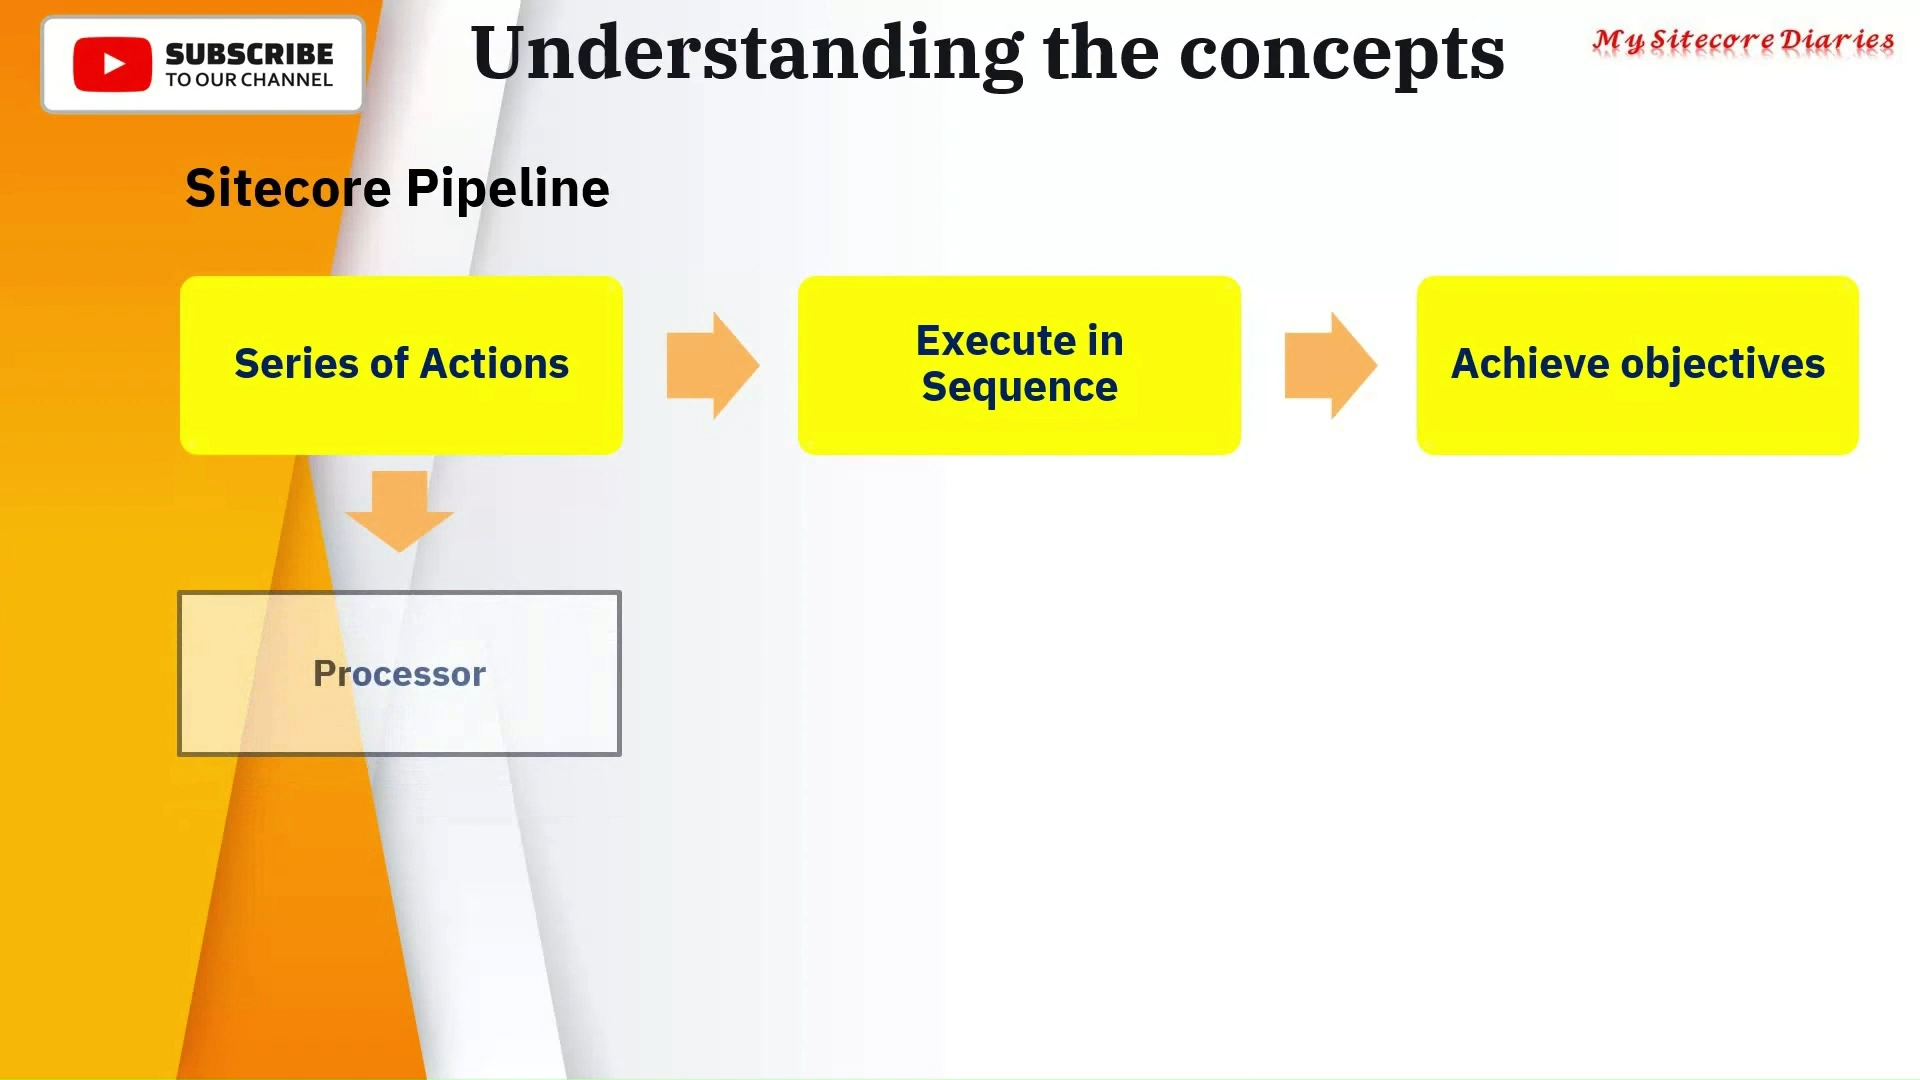 SUBSCRIBE
TO OUR CHANNEL
Understanding the concepts
My Sitecore Diaries
Sitecore Pipeline
Series of Actions
Execute in
Sequence
Achieve objectives
Processor